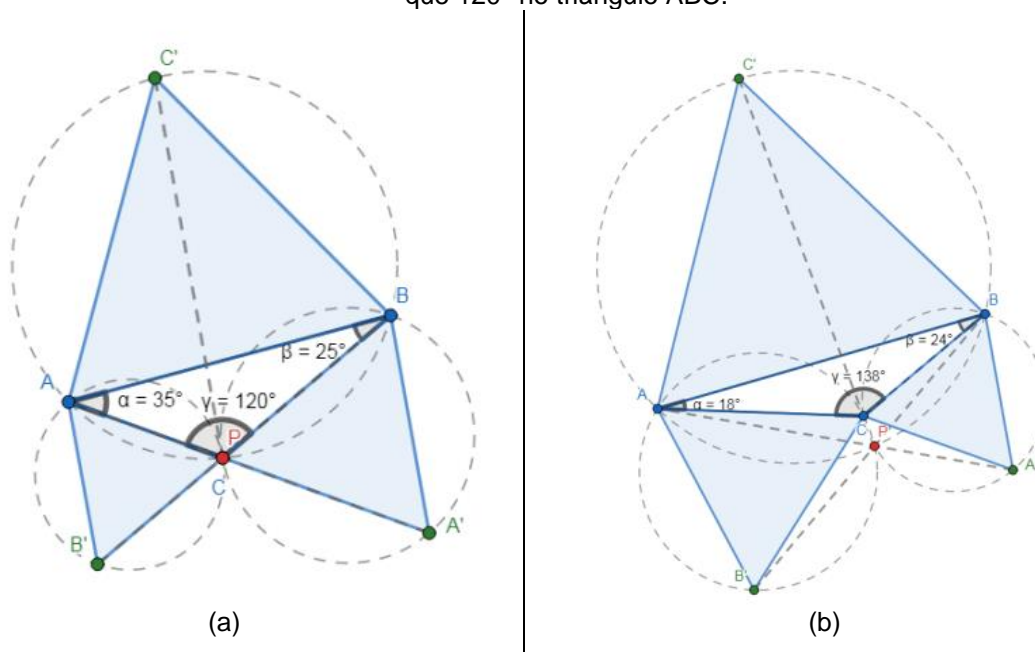 que 120° no triângulo ABC.
C'
B
β = 25°
A
α = 35°
γ = 120°
P
C
B'
A'
(a)
C'
B
β = 24°
γ = 138°
A
α = 18°
C
P
A'
B'
(b)